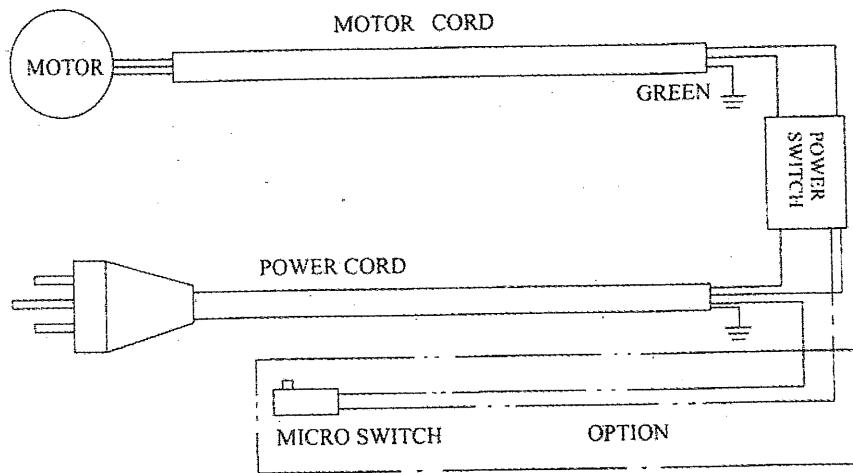 MOTOR CORD
MOTOR
GREEN
POWER
SWITCH
POWER CORD
MICRO SWITCH
OPTION